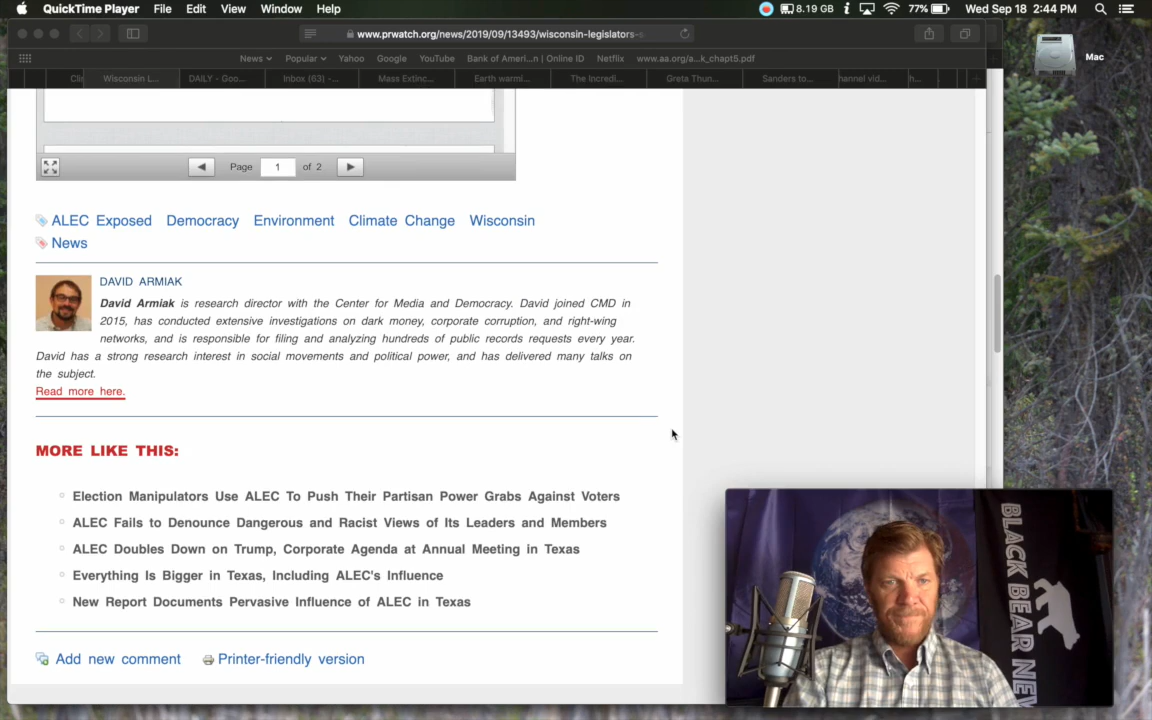 QuickTime Player File Edit View Window Help 8.19 GB 77% Wed Sep 18 2:44 PM
www.prwatch.org/news/2019/09/13493/wisconsin-legislators-
News Popular Yahoo Google YouTube Bank of Ameri...n | Online ID Netflix www.aa.org/a...k_chapt5.pdf
Wisconsin L... DAILY - Goo... Inbox (63) -... Mass Extinc... Earth warmi... The Incredi... Greta Thun... Sanders to... hannel vid... h...
Mac
Page 1 of 2
ALEC Exposed Democracy Environment Climate Change Wisconsin
News
DAVID ARMIAK
David Armiak is research director with the Center for Media and Democracy. David joined CMD in
2015, has conducted extensive investigations on dark money, corporate corruption, and right-wing
networks, and is responsible for filing and analyzing hundreds of public records requests every year.
David has a strong research interest in social movements and political power, and has delivered many talks on
the subject.
Read more here.
MORE LIKE THIS:
Election Manipulators Use ALEC To Push Their Partisan Power Grabs Against Voters
ALEC Fails to Denounce Dangerous and Racist Views of Its Leaders and Members
ALEC Doubles Down on Trump, Corporate Agenda at Annual Meeting in Texas
Everything Is Bigger in Texas, Including ALEC's Influence
New Report Documents Pervasive Influence of ALEC in Texas
Add new comment Printer-friendly version
BLACK BEAR NEW